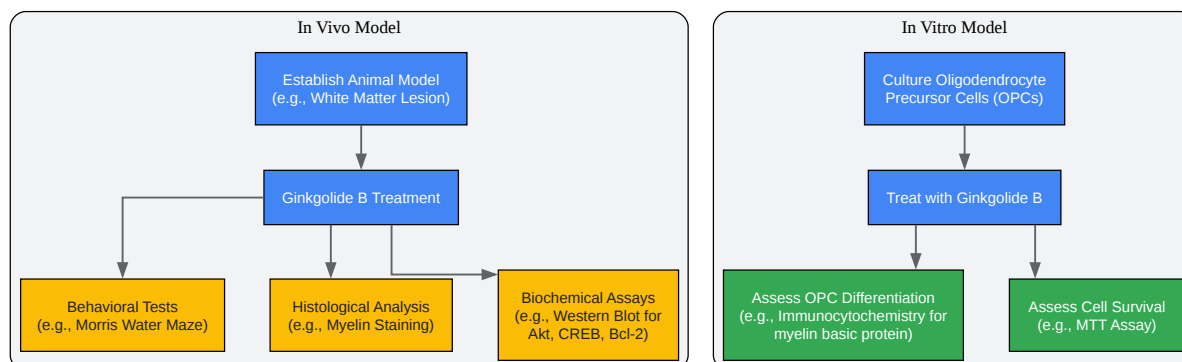 In Vivo Model
Establish Animal Model
(e.g., White Matter Lesion)
Ginkgolide B Treatment
Behavioral Tests
(e.g., Morris Water Maze)
Histological Analysis
(e.g., Myelin Staining)
Biochemical Assays
(e.g., Western Blot for
Akt, CREB, Bcl-2)
In Vitro Model
Culture Oligodendrocyte
Precursor Cells (OPCs)
Treat with Ginkgolide B
Assess OPC Differentiation
(e.g., Immunocytochemistry for
myelin basic protein)
Assess Cell Survival
(e.g., MTT Assay)